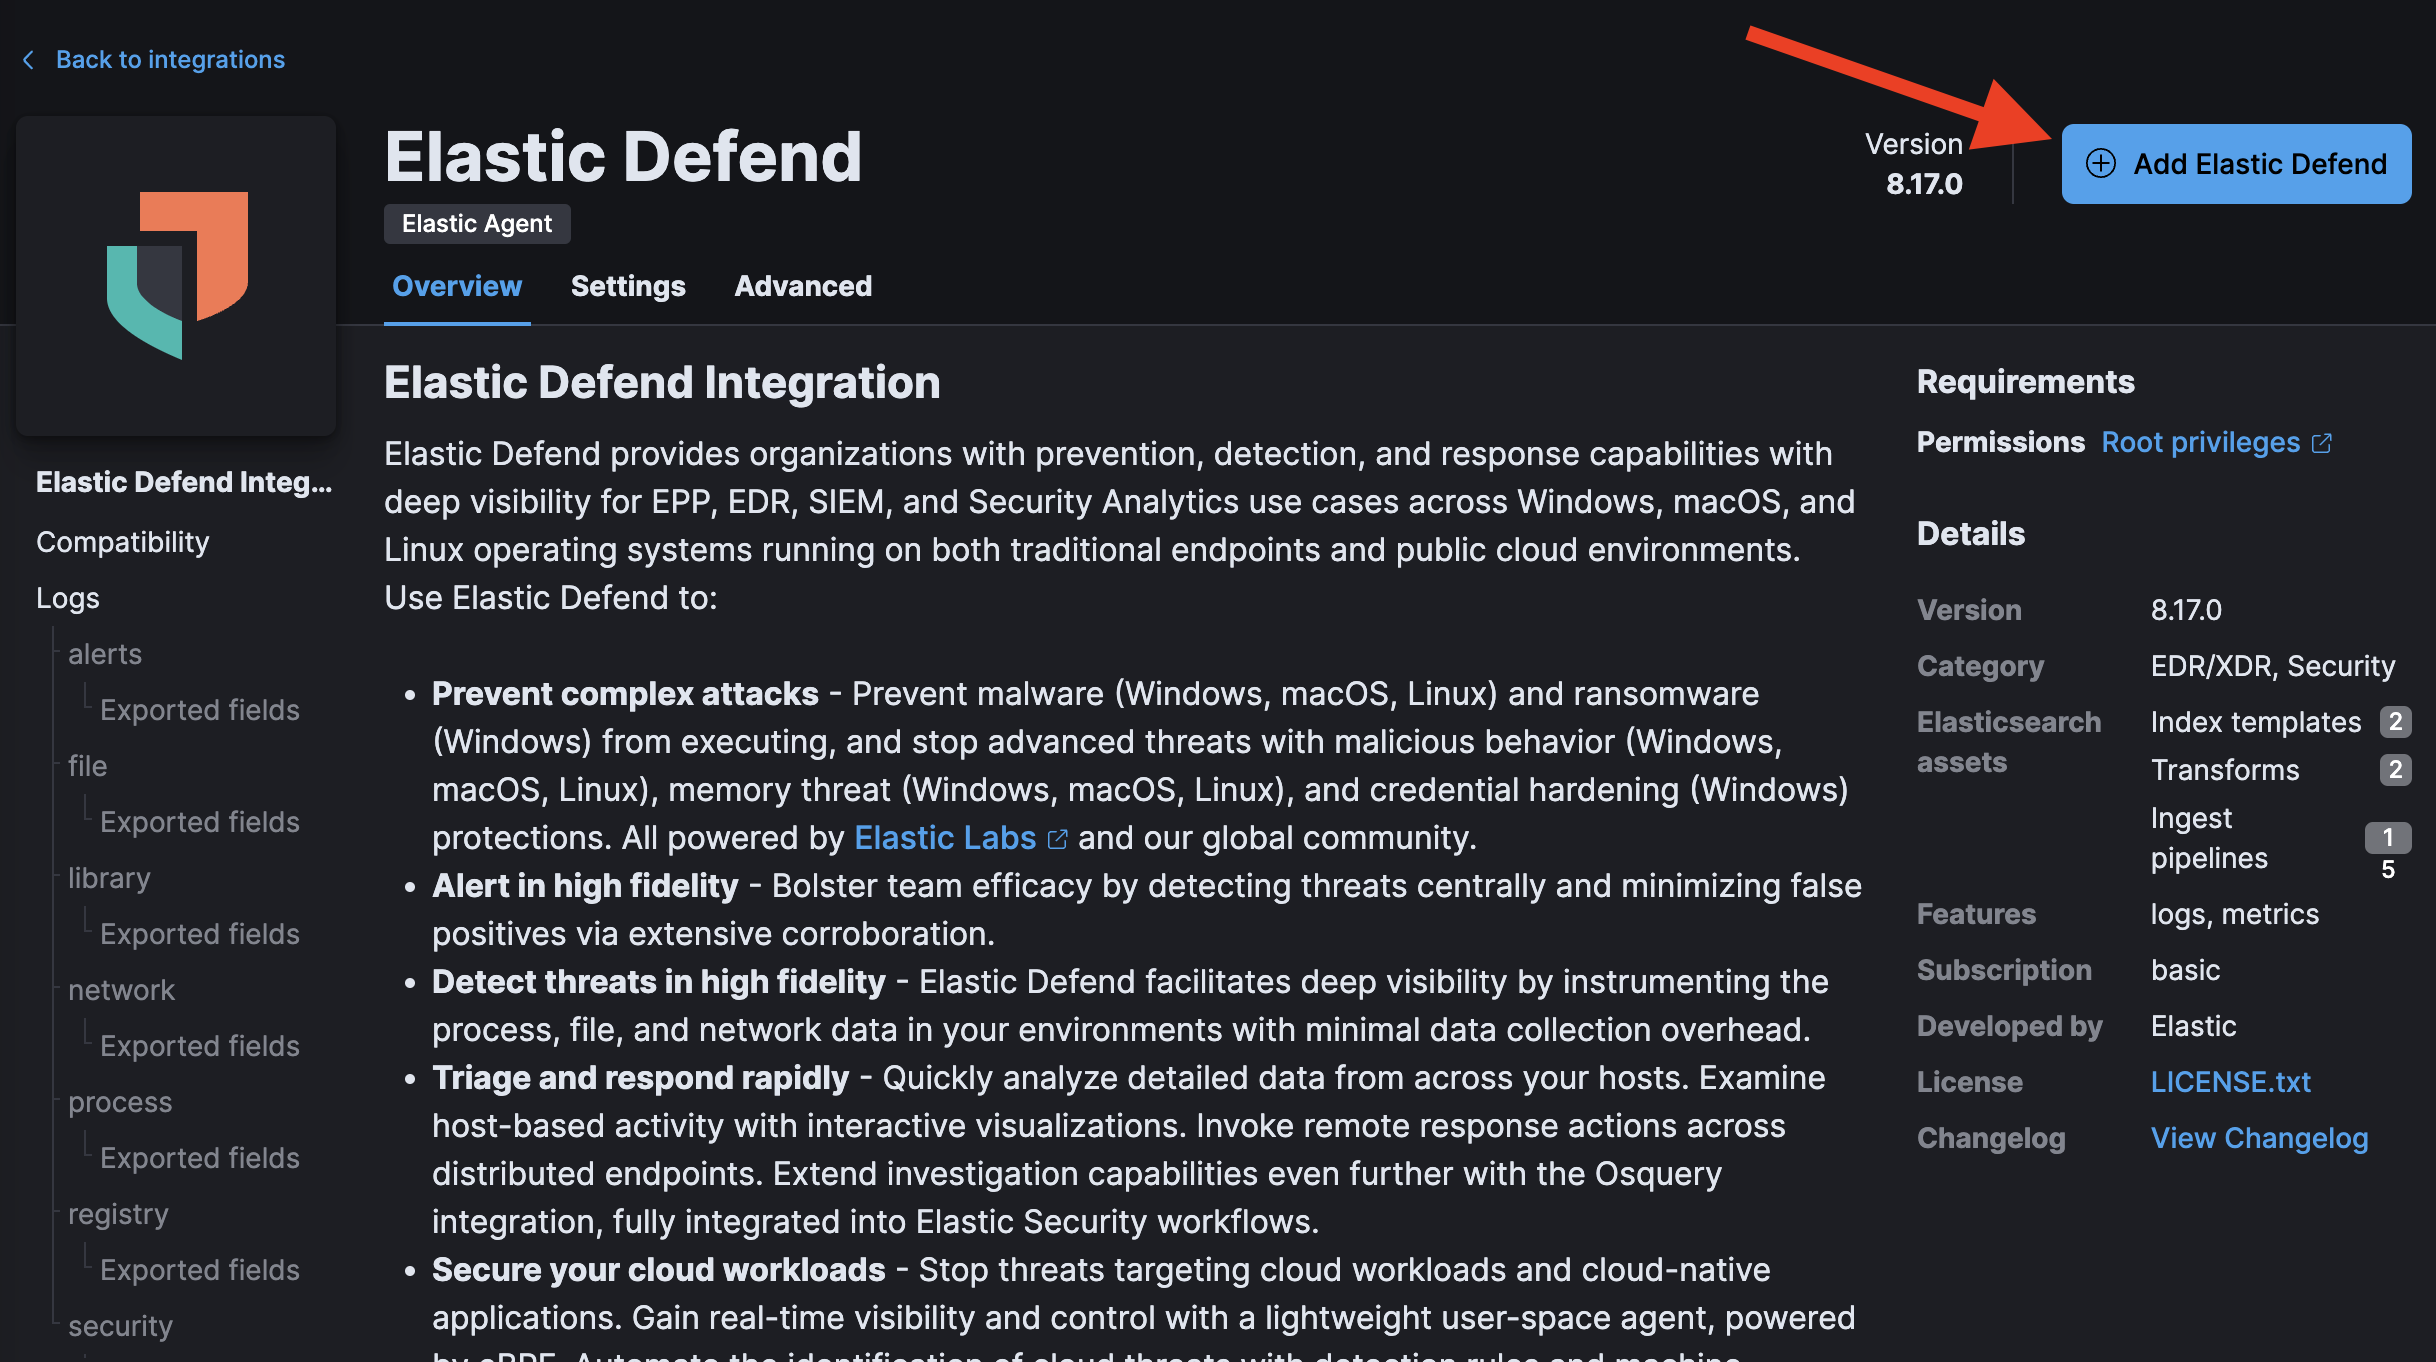 Back to integrations
Elastic Defend
Elastic Agent
Version
8.17.0
Add Elastic Defend
Overview
Settings
Advanced
Elastic Defend Integ...
Compatibility
Logs
alerts
Exported fields
file
Exported fields
library
Exported fields
network
Exported fields
process
Exported fields
registry
Exported fields
security
Elastic Defend Integration
Elastic Defend provides organizations with prevention, detection, and response capabilities with
deep visibility for EPP, EDR, SIEM, and Security Analytics use cases across Windows, macOS, and
Linux operating systems running on both traditional endpoints and public cloud environments.
Use Elastic Defend to:
• Prevent complex attacks - Prevent malware (Windows, macOS, Linux) and ransomware
(Windows) from executing, and stop advanced threats with malicious behavior (Windows,
macOS, Linux), memory threat (Windows, macOS, Linux), and credential hardening (Windows)
protections. All powered by Elastic Labs and our global community.
• Alert in high fidelity - Bolster team efficacy by detecting threats centrally and minimizing false
positives via extensive corroboration.
• Detect threats in high fidelity - Elastic Defend facilitates deep visibility by instrumenting the
process, file, and network data in your environments with minimal data collection overhead.
• Triage and respond rapidly - Quickly analyze detailed data from across your hosts. Examine
host-based activity with interactive visualizations. Invoke remote response actions across
distributed endpoints. Extend investigation capabilities even further with the Osquery
integration, fully integrated into Elastic Security workflows.
• Secure your cloud workloads - Stop threats targeting cloud workloads and cloud-native
applications. Gain real-time visibility and control with a lightweight user-space agent, powered
by eBPF. Automate the identification of cloud threats with detection rules and machine
Requirements
Permissions Root privileges
Details
Version 8.17.0
Category EDR/XDR, Security
Elasticsearch assets
Index templates 2
Transforms 2
Ingest pipelines 15
Features logs, metrics
Subscription basic
Developed by Elastic
License LICENSE.txt
Changelog View Changelog